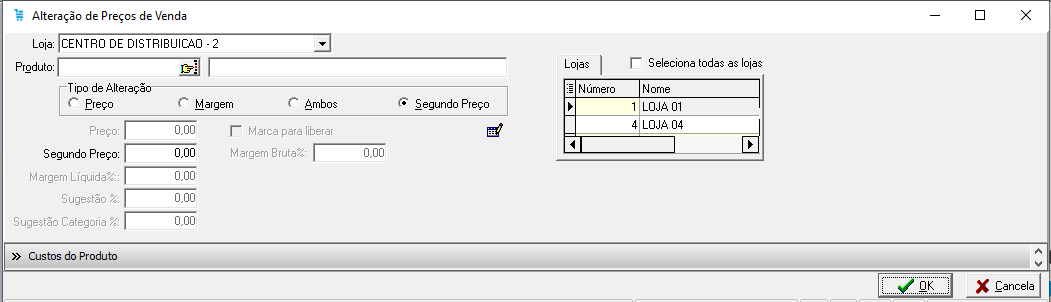 Alteração de Preços de Venda
Loja: CENTRO DE DISTRIBUICAO - 2
Produto:
Tipo de Alteração
Preço Margem Ambos Segundo Preço
Preço: 0,00 Marca para liberar
Segundo Preço: 0,00 Margem Bruta%: 0,00
Margem Líquida%: 0,00
Sugestão %: 0,00
Sugestão Categoria %: 0,00
Lojas Seleciona todas as lojas
Número Nome
1 LOJA 01
4 LOJA 04
Custos do Produto
OK Cancela